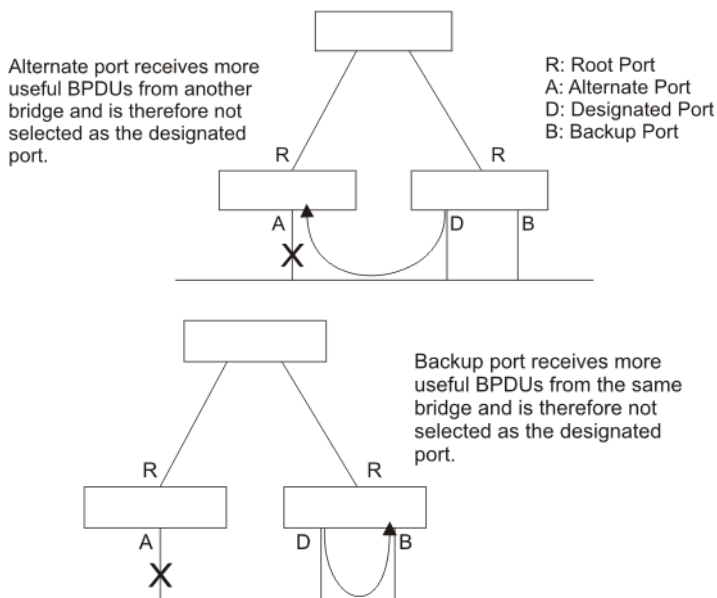 Alternate port receives more
useful BPDUs from another
bridge and is therefore not
selected as the designated
port.
R: Root Port
A: Alternate Port
D: Designated Port
B: Backup Port
R
R
A
D
B
Backup port receives more
useful BPDUs from the same
bridge and is therefore not
selected as the designated
port.
R
R
A
D
B